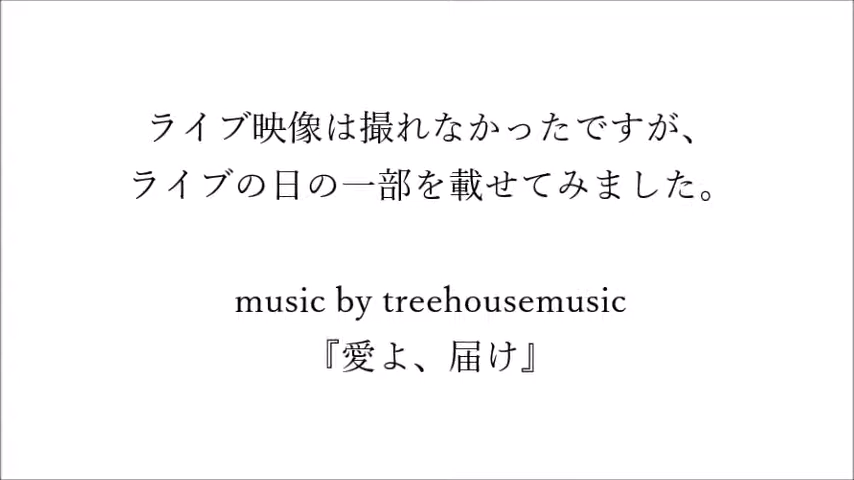 ライブ映像は撮れなかったですが、
ライブの日の一部を載せてみました。
music by treehousemusic
『愛よ、届け』